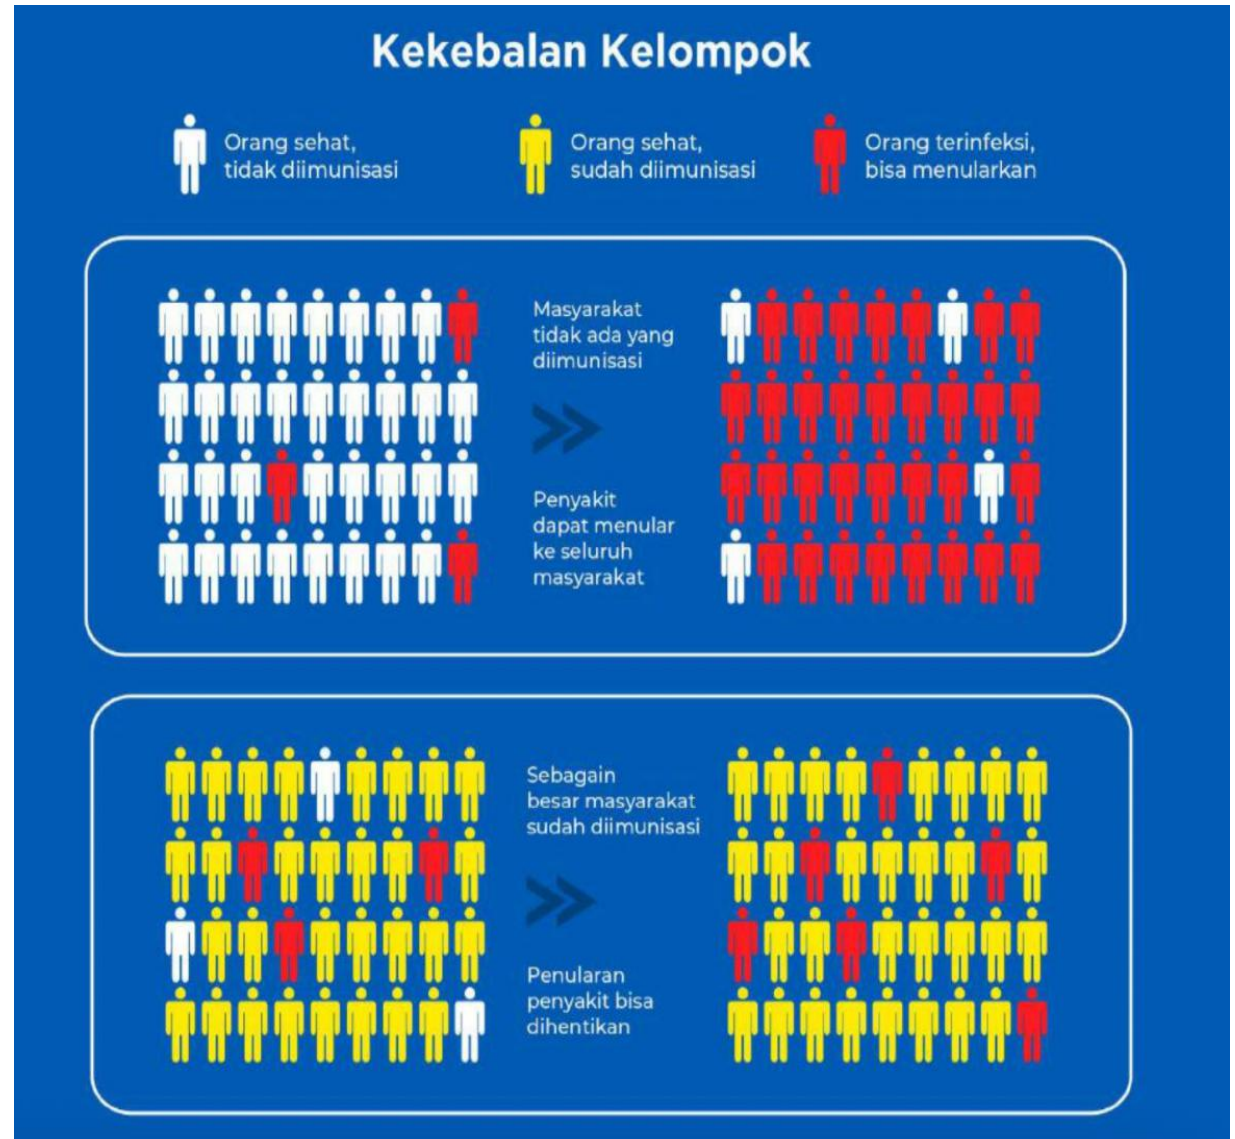 Kekebalan Kelompok
Orang sehat,
tidak diimunisasi
Orang sehat,
sudah diimunisasi
Orang terinfeksi,
bisa menularkan
Masyarakat
tidak ada yang
diimunisasi
Penyakit
dapat menular
ke seluruh
masyarakat
Sebagain
besar masyarakat
sudah diimunisasi
Penularan
penyakit bisa
dihentikan